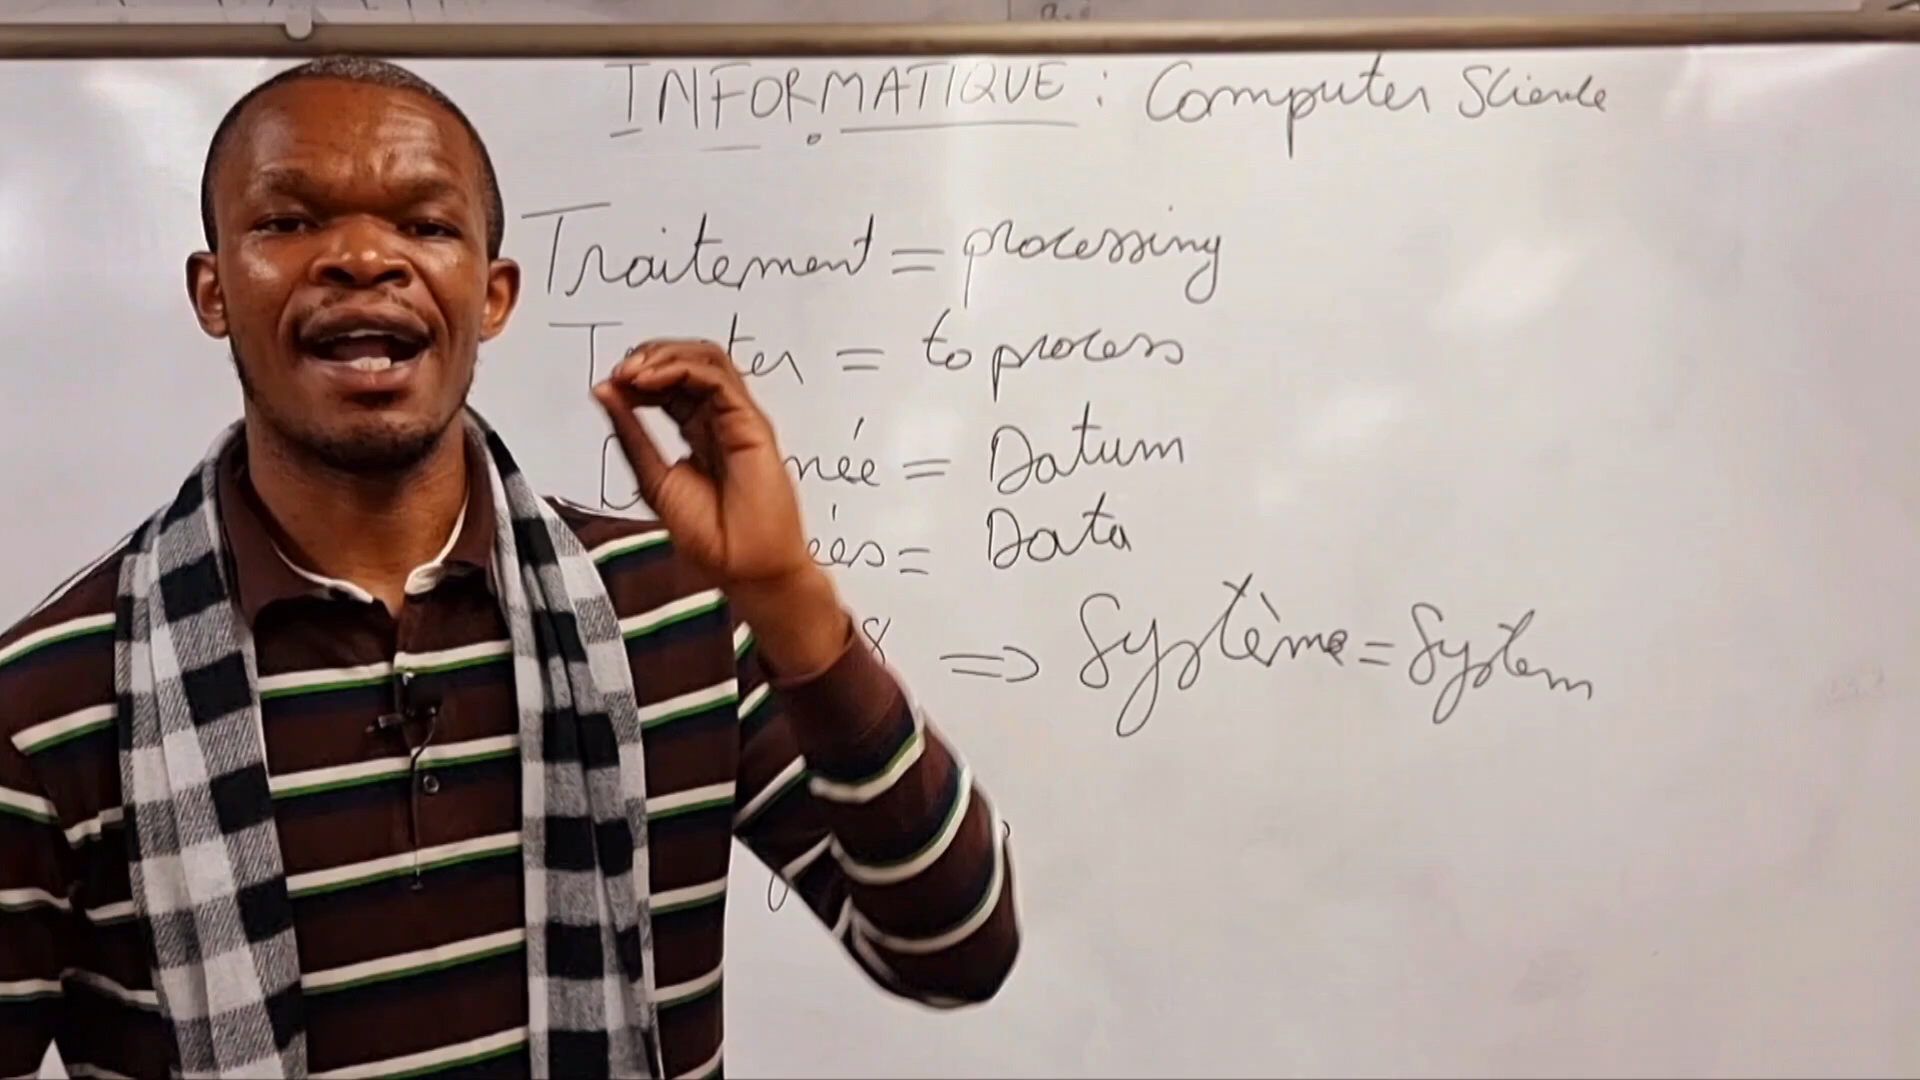 INFORMATIQUE : Computer Science
Traitement = processing
= to process
= Datum
= Data
=> Système = System